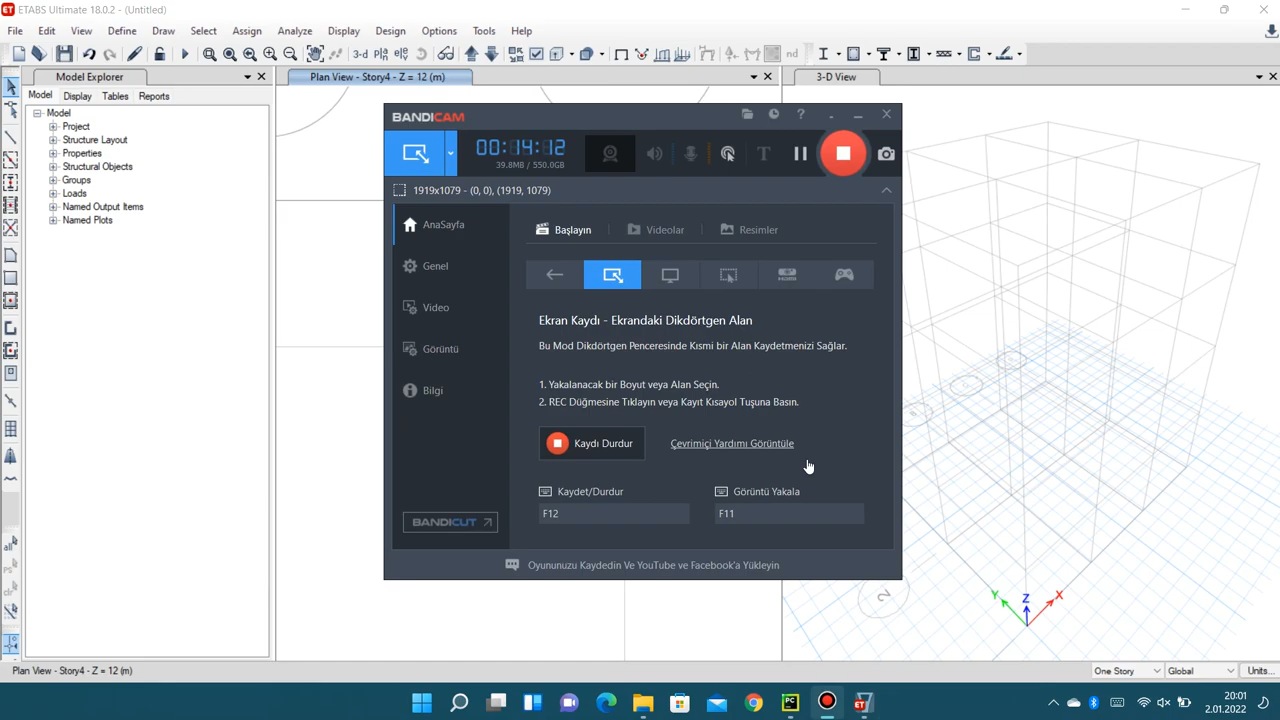 ETABS Ultimate 18.0.2 - (Untitled)
File Edit View Define Draw Select Assign Analyze Display Design Options Tools Help
3-D
nd
Model Explorer
Plan View - Story4 - Z = 12 (m)
3-D View
Model Display Tables Reports
Model
Project
Structure Layout
Properties
Structural Objects
Groups
Loads
Named Output Items
Named Plots
all
clr
BANDICAM
00:14:12
39.8MB / 550.0GB
1919x1079 - (0, 0), (1919, 1079)
AnaSayfa
Genel
Video
Görüntü
Bilgi
BANDICUT
Başlayın
Videolar
Resimler
Ekran Kaydı - Ekrandaki Dikdörtgen Alan
Bu Mod Dikdörtgen Penceresinde Kısmi bir Alan Kaydetmenizi Sağlar.
1. Yakalanacak bir Boyut veya Alan Seçin.
2. REC Düğmesine Tıklayın veya Kayıt Kısayol Tuşuna Basın.
Kaydı Durdur
Çevrimiçi Yardımı Görüntüle
Kaydet/Durdur
Görüntü Yakala
F12
F11
Oyununuzu Kaydedin Ve YouTube ve Facebook'a Yükleyin
2
Y
Z
X
Plan View - Story4 - Z = 12 (m)
One Story
Global
Units...
20:01
2.01.2022